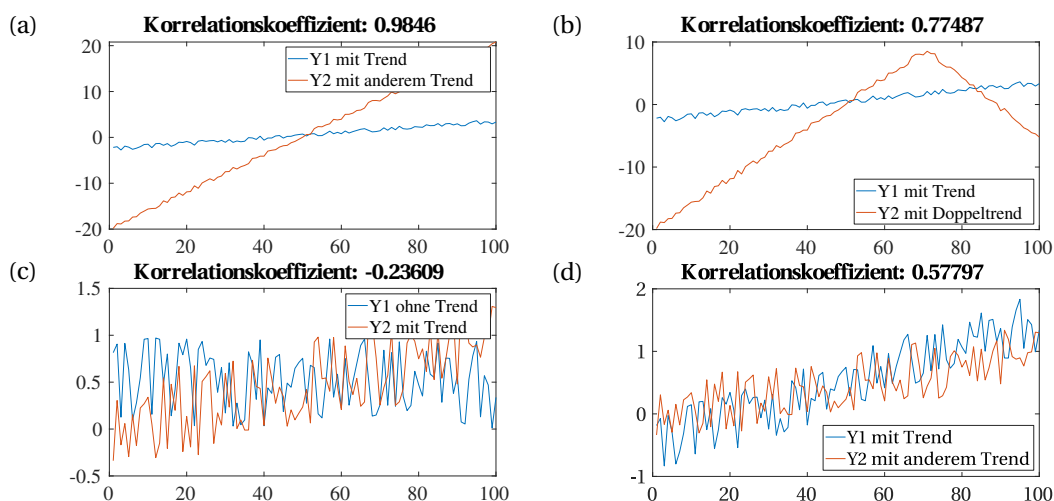 (a)
Korrelationskoeffizient: 0.9846
20
10
0
-10
-20
0 20 40 60 80 100
Y1 mit Trend
Y2 mit anderem Trend
(b)
Korrelationskoeffizient: 0.77487
10
0
-10
-20
0 20 40 60 80 100
Y1 mit Trend
Y2 mit Doppeltrend
(c)
Korrelationskoeffizient: -0.23609
1.5
1
0.5
0
-0.5
0 20 40 60 80 100
Y1 ohne Trend
Y2 mit Trend
(d)
Korrelationskoeffizient: 0.57797
2
1
0
-1
0 20 40 60 80 100
Y1 mit Trend
Y2 mit anderem Trend